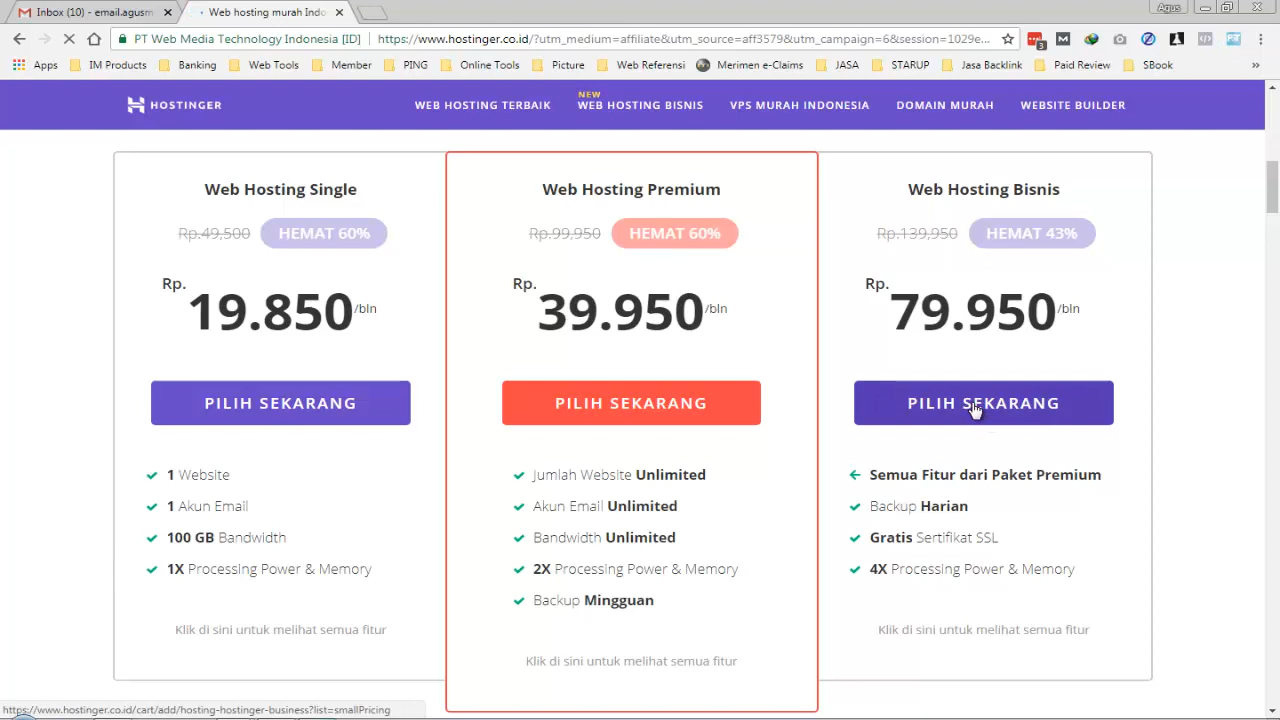 Agus
Inbox (10) - email.agusm
Web hosting murah Indo
PT Web Media Technology Indonesia [ID]
https://www.hostinger.co.id/?utm_medium=affiliate&utm_source=aff3579&utm_campaign=6&session=1029e...
3
Apps
IM Products
Banking
Web Tools
Member
PING
Online Tools
Picture
Web Referensi
Merimen e-Claims
JASA
STARUP
Jasa Backlink
Paid Review
SBook
»
HOSTINGER
WEB HOSTING TERBAIK
NEW
WEB HOSTING BISNIS
VPS MURAH INDONESIA
DOMAIN MURAH
WEBSITE BUILDER
Web Hosting Single
Rp.49,500 HEMAT 60%
Rp. 19.850 /bln
PILIH SEKARANG
1 Website
1 Akun Email
100 GB Bandwidth
1X Processing Power & Memory
Klik di sini untuk melihat semua fitur
Web Hosting Premium
Rp.99,950 HEMAT 60%
Rp. 39.950 /bln
PILIH SEKARANG
Jumlah Website Unlimited
Akun Email Unlimited
Bandwidth Unlimited
2X Processing Power & Memory
Backup Mingguan
Klik di sini untuk melihat semua fitur
Web Hosting Bisnis
Rp.139,950 HEMAT 43%
Rp. 79.950 /bln
PILIH SEKARANG
Semua Fitur dari Paket Premium
Backup Harian
Gratis Sertifikat SSL
4X Processing Power & Memory
Klik di sini untuk melihat semua fitur
https://www.hostinger.co.id/cart/add/hosting-hostinger-business?list=smallPricing